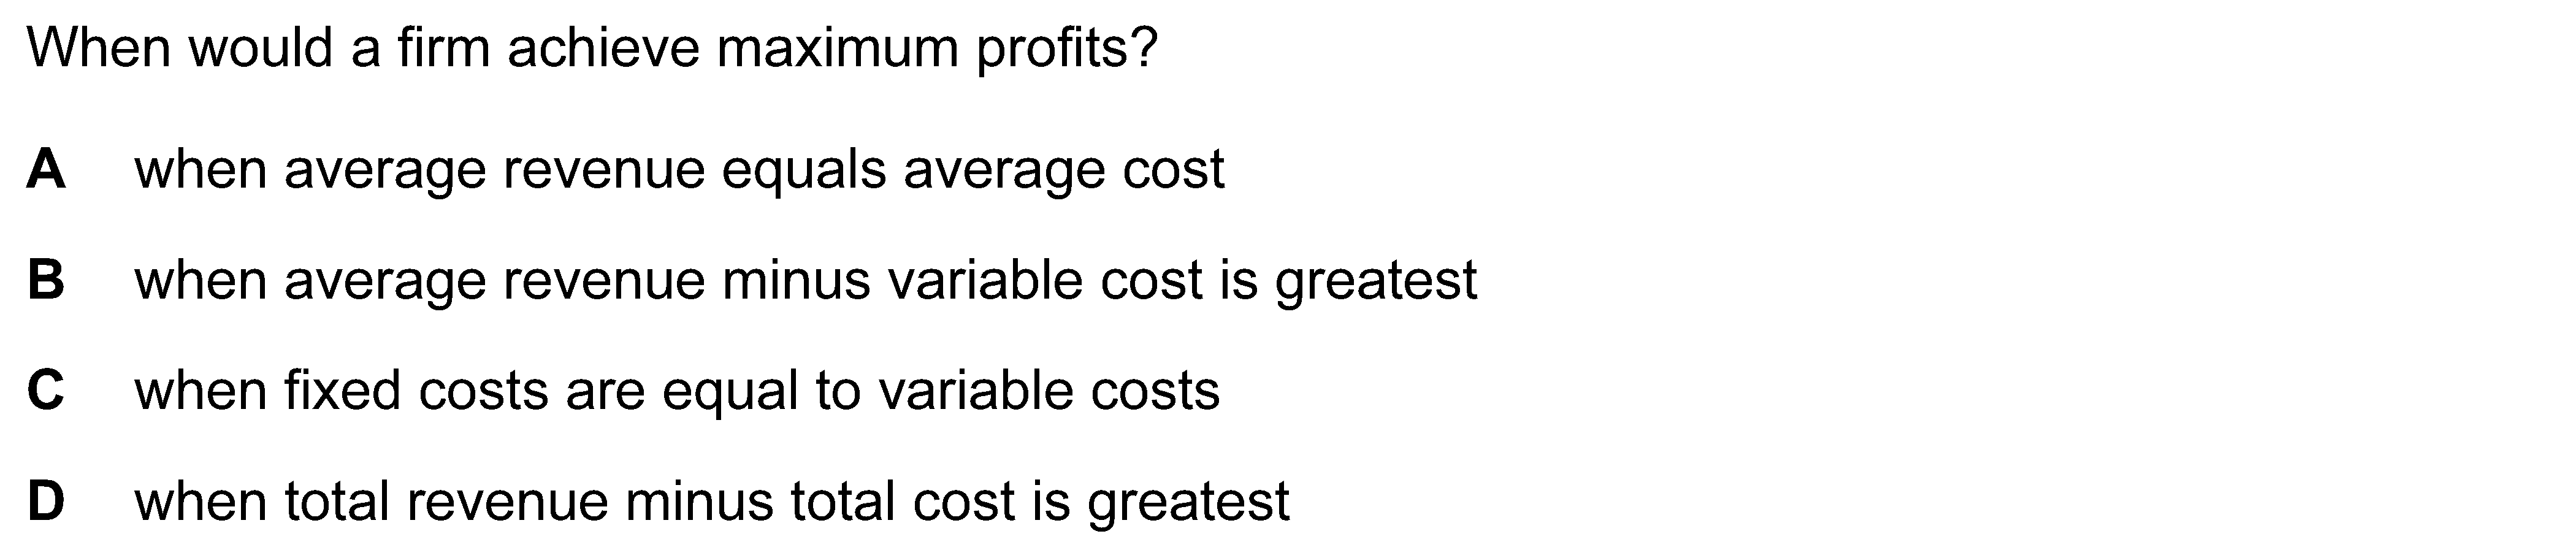 When would a firm achieve maximum profits?
A when average revenue equals average cost
B when average revenue minus variable cost is greatest
C when fixed costs are equal to variable costs
D when total revenue minus total cost is greatest